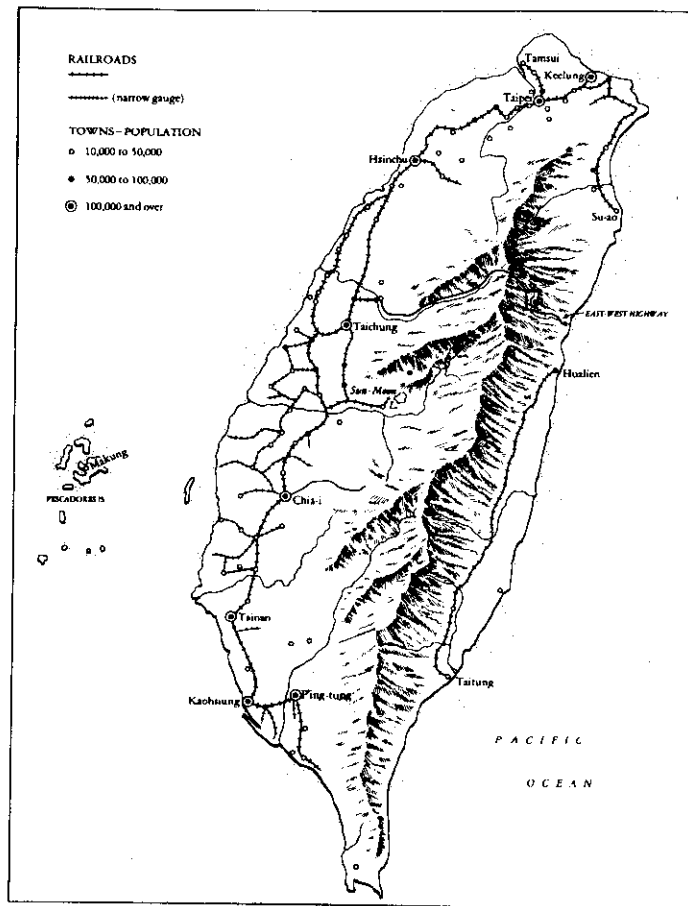 RAILROADS
(narrow gauge)
TOWNS – POPULATION
10,000 to 50,000
50,000 to 100,000
100,000 and over
Tamsui
Keelung
Taipei
Hsinchu
Su-ao
EAST-WEST HIGHWAY
Taichung
Hualien
Sun-Moon
L.
Makung
PESCADORES IS
Chia-i
Tainan
Taitung
Kaohsiung
Ping-tung
PACIFIC
OCEAN